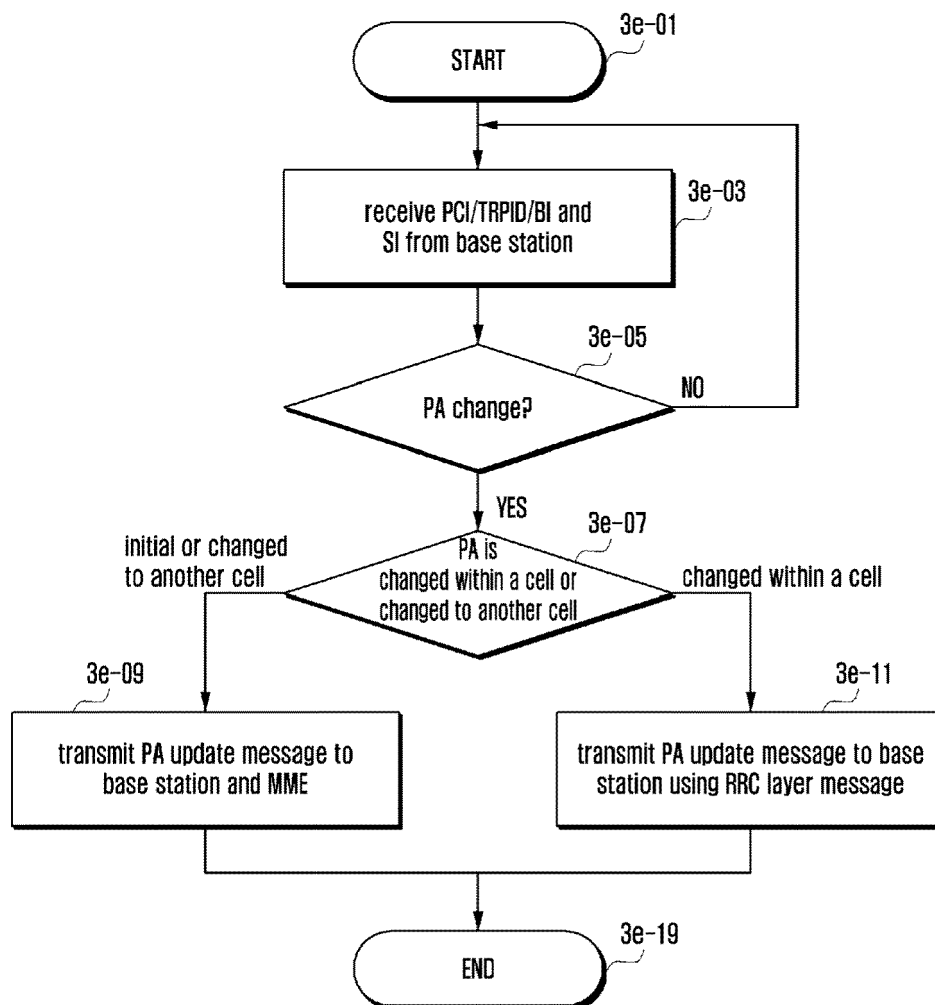 3e-01
START
3e-03
receive PCI/TRPID/BI and
SI from base station
3e-05
PA change?
NO
YES
3e-07
PA is
changed within a cell or
changed to another cell
initial or changed
to another cell
changed within a cell
3e-09
transmit PA update message to
base station and MME
3e-11
transmit PA update message to base
station using RRC layer message
3e-19
END